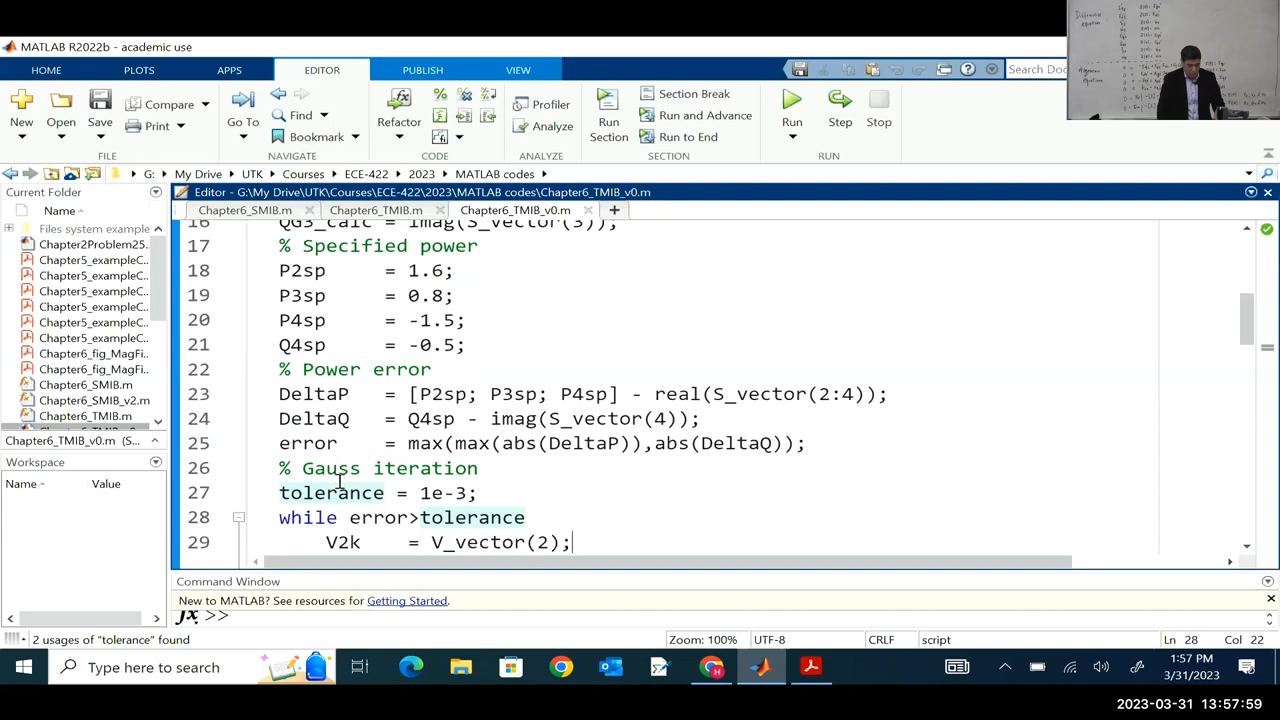 MATLAB R2022b - academic use
HOME PLOTS APPS EDITOR PUBLISH VIEW
Search Doc
New Open Save Compare Print
Go To Find Bookmark
Refactor
Profiler Analyze
Run Section Section Break Run and Advance Run to End
Run Step Stop
FILE NAVIGATE CODE ANALYZE SECTION RUN
G: My Drive UTK Courses ECE-422 2023 MATLAB codes
Current Folder
Editor - G:\My Drive\UTK\Courses\ECE-422\2023\MATLAB codes\Chapter6_TMIB_v0.m
Name
Chapter6_SMIB.m Chapter6_TMIB.m Chapter6_TMIB_v0.m
Files system example
Chapter2Problem25..
Chapter5_exampleC..
Chapter5_exampleC..
Chapter5_exampleC..
Chapter5_exampleC..
Chapter5_exampleC..
Chapter5_exampleC..
Chapter6_fig_MagFi..
Chapter6_fig_MagFi..
Chapter6_SMIB.m
Chapter6_SMIB_v2.m
Chapter6_TMIB.m
Chapter6_TMIB_v0.m (S...
Workspace
Name Value
16 QG3_calc = imag(S_vector(3));
17 % Specified power
18 P2sp = 1.6;
19 P3sp = 0.8;
20 P4sp = -1.5;
21 Q4sp = -0.5;
22 % Power error
23 DeltaP = [P2sp; P3sp; P4sp] - real(S_vector(2:4));
24 DeltaQ = Q4sp - imag(S_vector(4));
25 error = max(max(abs(DeltaP)),abs(DeltaQ));
26 % Gauss iteration
27 tolerance = 1e-3;
28 while error>tolerance
29 V2k = V_vector(2);
Command Window
New to MATLAB? See resources for Getting Started.
fx >>
2 usages of "tolerance" found
Zoom: 100% UTF-8 CRLF script Ln 28 Col 22
Type here to search
1:57 PM
3/31/2023
2023-03-31 13:57:59